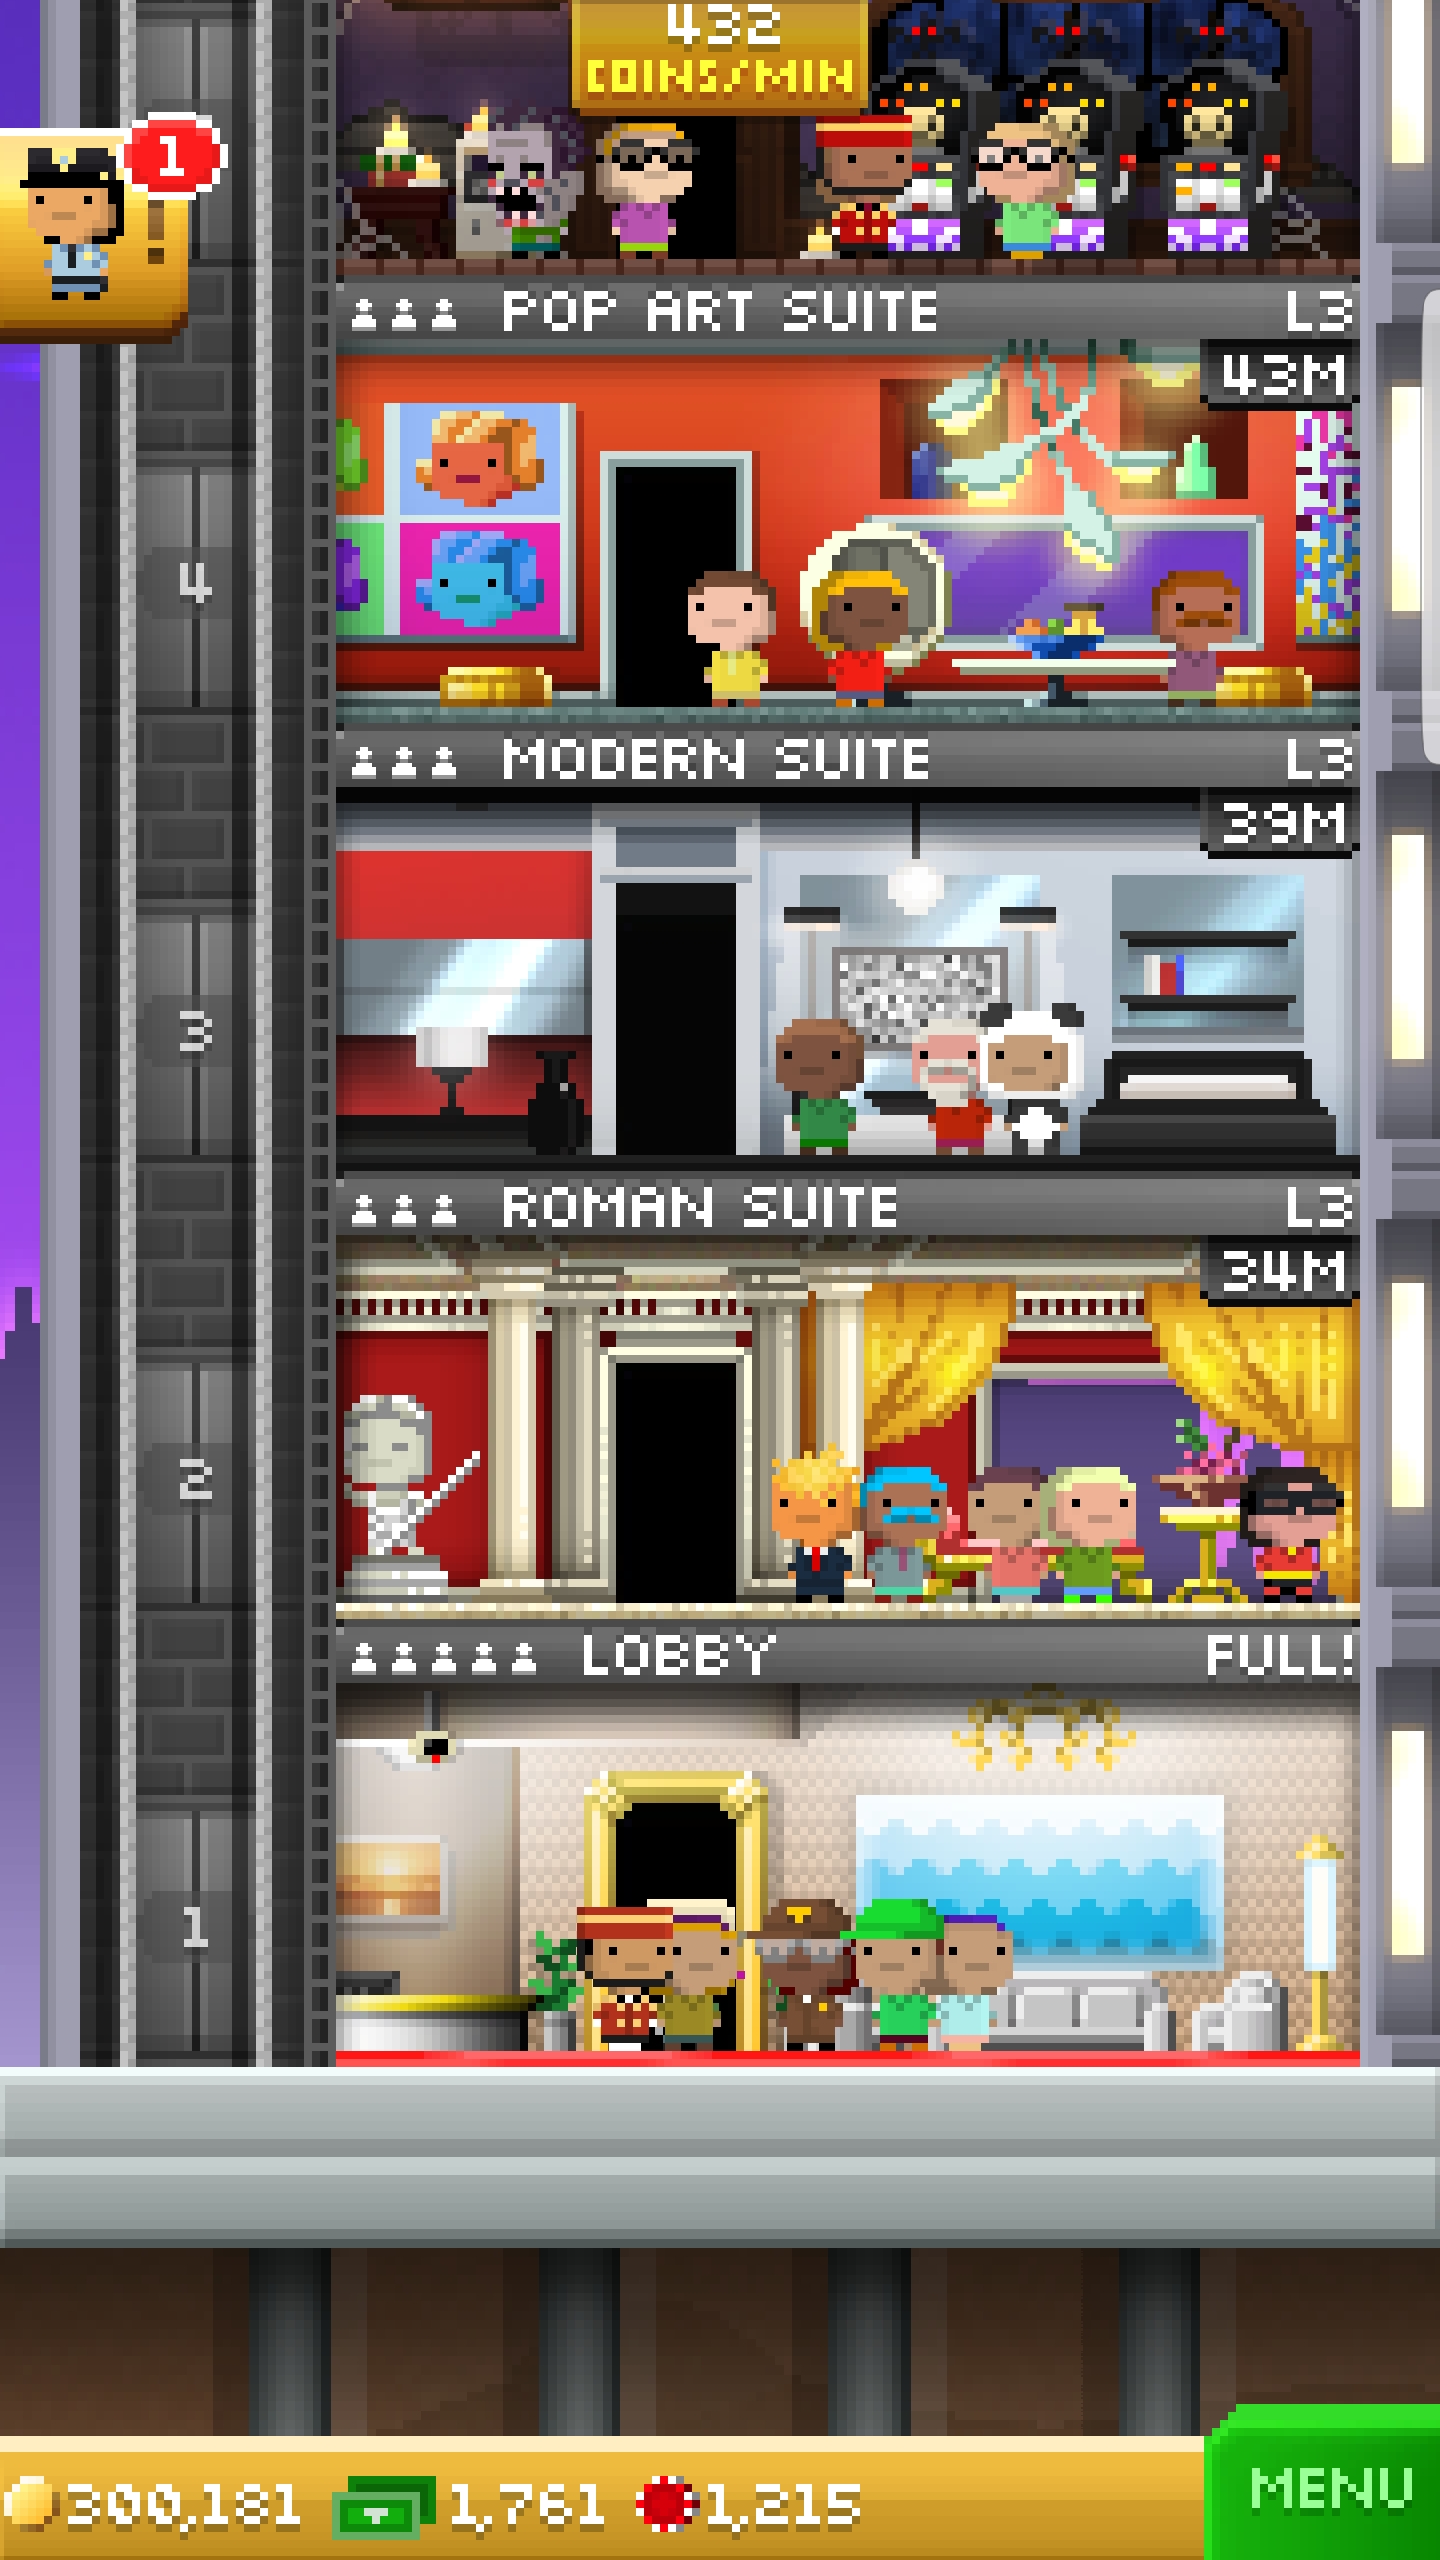 432
COINS/MIN
1
POP ART SUITE L3
43M
4
MODERN SUITE L3
39M
3
ROMAN SUITE L3
34M
2
LOBBY FULL!
1
300,181 1,761 1,215
MENU